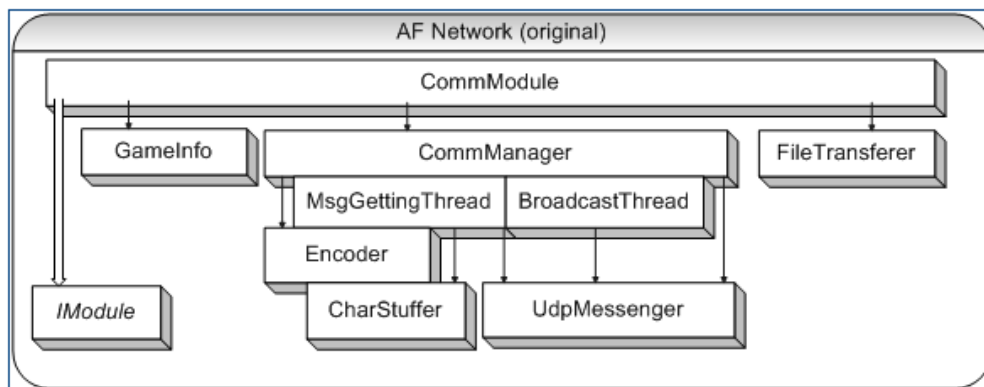 AF Network (original)
CommModule
GameInfo
CommManager
FileTransferer
MsgGettingThread
BroadcastThread
Encoder
IModule
CharStuffer
UdpMessenger